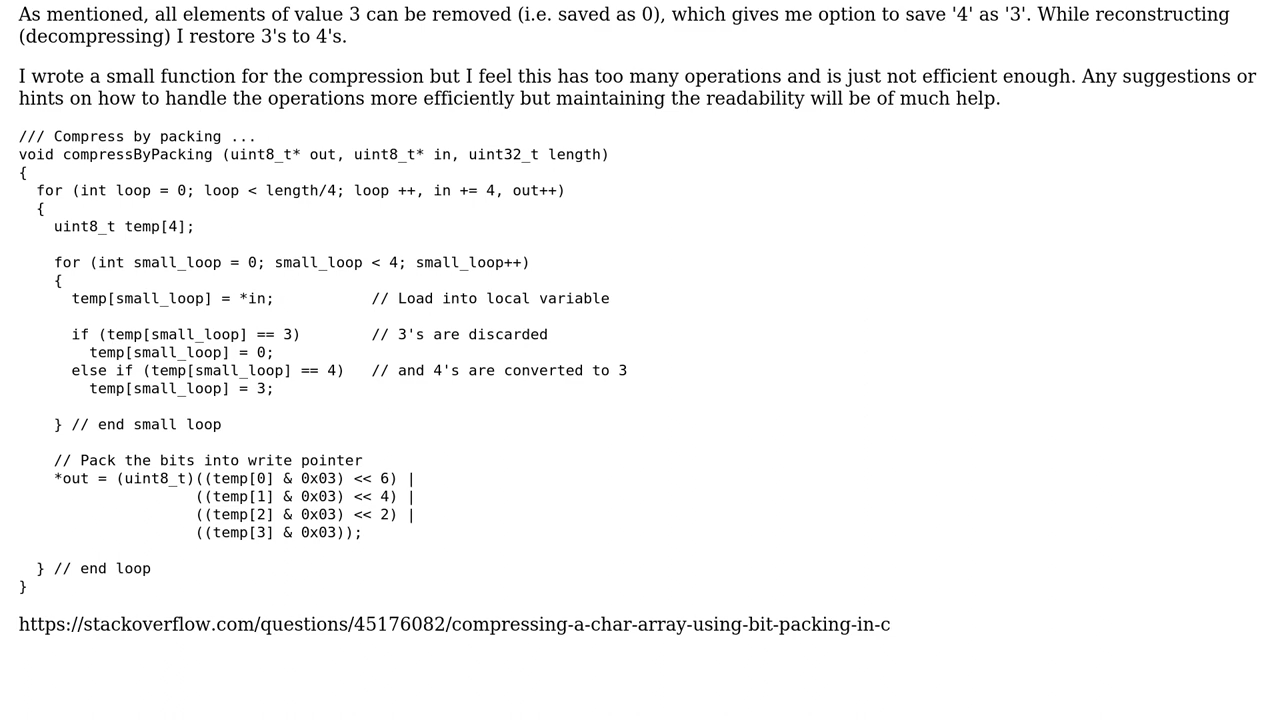 As mentioned, all elements of value 3 can be removed (i.e. saved as 0), which gives me option to save '4' as '3'. While reconstructing
(decompressing) I restore 3's to 4's.
I wrote a small function for the compression but I feel this has too many operations and is just not efficient enough. Any suggestions or
hints on how to handle the operations more efficiently but maintaining the readability will be of much help.
/// Compress by packing ...
void compressByPacking (uint8_t* out, uint8_t* in, uint32_t length)
{
  for (int loop = 0; loop < length/4; loop ++, in += 4, out++)
  {
    uint8_t temp[4];
    for (int small_loop = 0; small_loop < 4; small_loop++)
    {
      temp[small_loop] = *in;           // Load into local variable
      if (temp[small_loop] == 3)        // 3's are discarded
        temp[small_loop] = 0;
      else if (temp[small_loop] == 4)   // and 4's are converted to 3
        temp[small_loop] = 3;
    } // end small loop
    // Pack the bits into write pointer
    *out = (uint8_t)((temp[0] & 0x03) << 6) |
                    ((temp[1] & 0x03) << 4) |
                    ((temp[2] & 0x03) << 2) |
                    ((temp[3] & 0x03));
  } // end loop
}
https://stackoverflow.com/questions/45176082/compressing-a-char-array-using-bit-packing-in-c